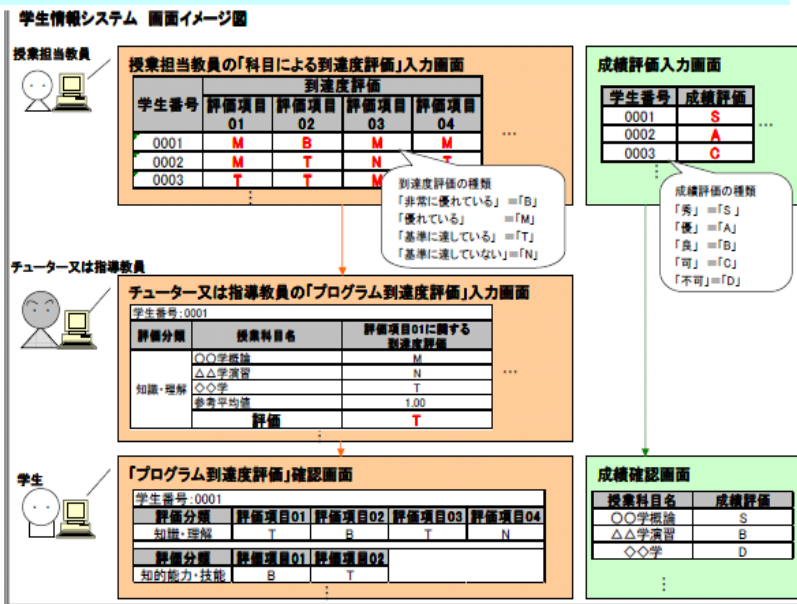 学生情報システム 画面イメージ図
授業担当教員
授業担当教員の「科目による到達度評価」入力画面
学生番号 到達度評価
評価項目01 評価項目02 評価項目03 評価項目04
0001 M B M M
0002 M T N T
0003 T T M
…
⋮
到達度評価の種類
「非常に優れている」＝「B」
「優れている」 ＝「M」
「基準に達している」＝「T」
「基準に達していない」＝「N」
成績評価入力画面
学生番号 成績評価
0001 S
0002 A
0003 C
…
⋮
成績評価の種類
「秀」＝「S」
「優」＝「A」
「良」＝「B」
「可」＝「C」
「不可」＝「D」
チューター又は指導教員
チューター又は指導教員の「プログラム到達度評価」入力画面
学生番号:0001
評価分類 授業科目名 評価項目01に関する到達度評価
知識・理解
〇〇学概論 M
△△学演習 N
◇◇学 T
参考平均値 1.00
評価 T
…
⋮
学生
「プログラム到達度評価」確認画面
学生番号:0001
評価分類 評価項目01 評価項目02 評価項目03 評価項目04
知識・理解 T B T N
評価分類 評価項目01 評価項目02
知的能力・技能 B T
⋮
成績確認画面
授業科目名 成績評価
〇〇学概論 S
△△学演習 B
◇◇学 D
⋮